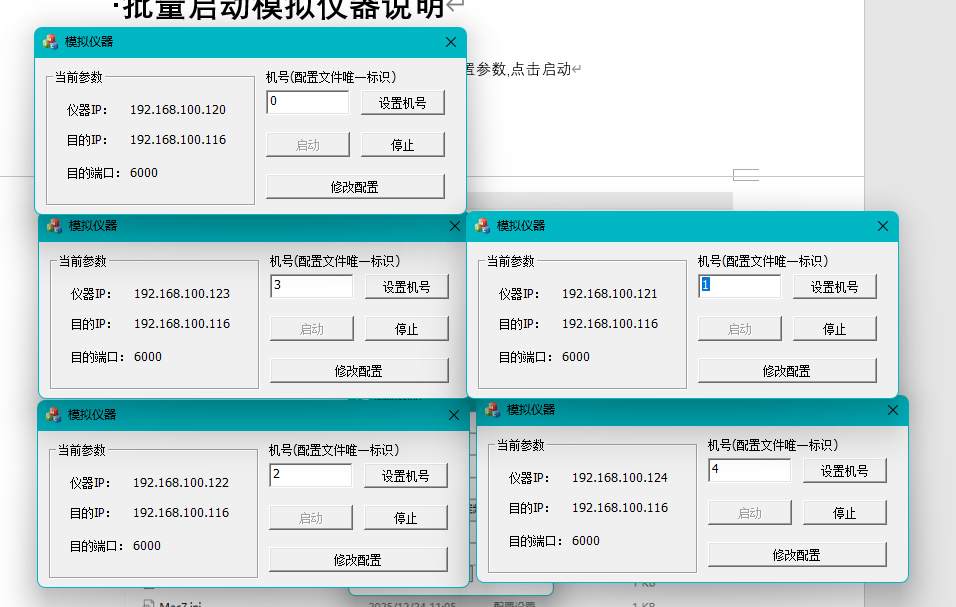 ·批量启动模拟仪器说明
置参数,点击启动
模拟仪器
当前参数
仪器IP: 192.168.100.120
目的IP: 192.168.100.116
目的端口: 6000
机号(配置文件唯一标识)
0 设置机号
启动 停止
修改配置
模拟仪器
当前参数
仪器IP: 192.168.100.123
目的IP: 192.168.100.116
目的端口: 6000
机号(配置文件唯一标识)
3 设置机号
启动 停止
修改配置
模拟仪器
当前参数
仪器IP: 192.168.100.121
目的IP: 192.168.100.116
目的端口: 6000
机号(配置文件唯一标识)
1 设置机号
启动 停止
修改配置
模拟仪器
当前参数
仪器IP: 192.168.100.122
目的IP: 192.168.100.116
目的端口: 6000
机号(配置文件唯一标识)
2 设置机号
启动 停止
修改配置
模拟仪器
当前参数
仪器IP: 192.168.100.124
目的IP: 192.168.100.116
目的端口: 6000
机号(配置文件唯一标识)
4 设置机号
启动 停止
修改配置
1 KB
Mac7.ini 2025/12/24 11:05 配置设置 1 KB